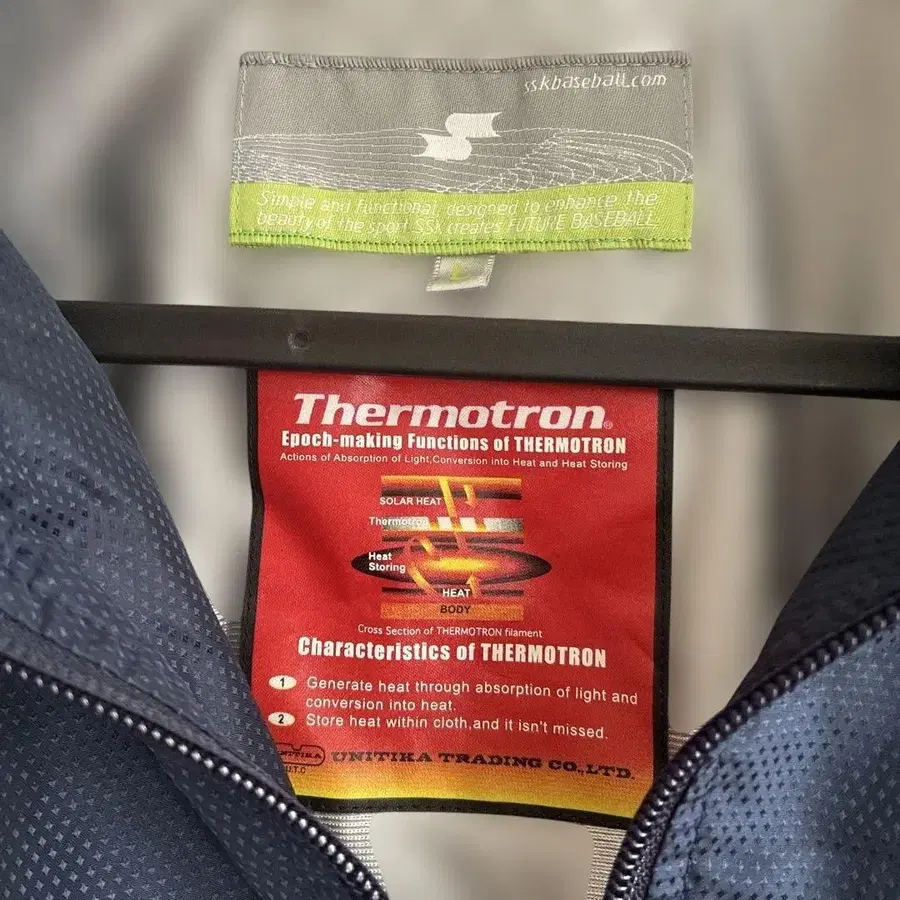 sskbaseball.com
Simple and functional, designed to enhance the
beauty of the sport SSK creates FUTURE BASEBALL
L
Thermotron®
Epoch-making Functions of THERMOTRON
Actions of Absorption of Light,Conversion into Heat and Heat Storing
SOLAR HEAT
Thermotron
Heat
Storing
HEAT
BODY
Cross Section of THERMOTRON filament
Characteristics of THERMOTRON
1 Generate heat through absorption of light and
conversion into heat.
2 Store heat within cloth,and it isn't missed.
UNITIKA
U.T.C
UNITIKA TRADING CO.,LTD.